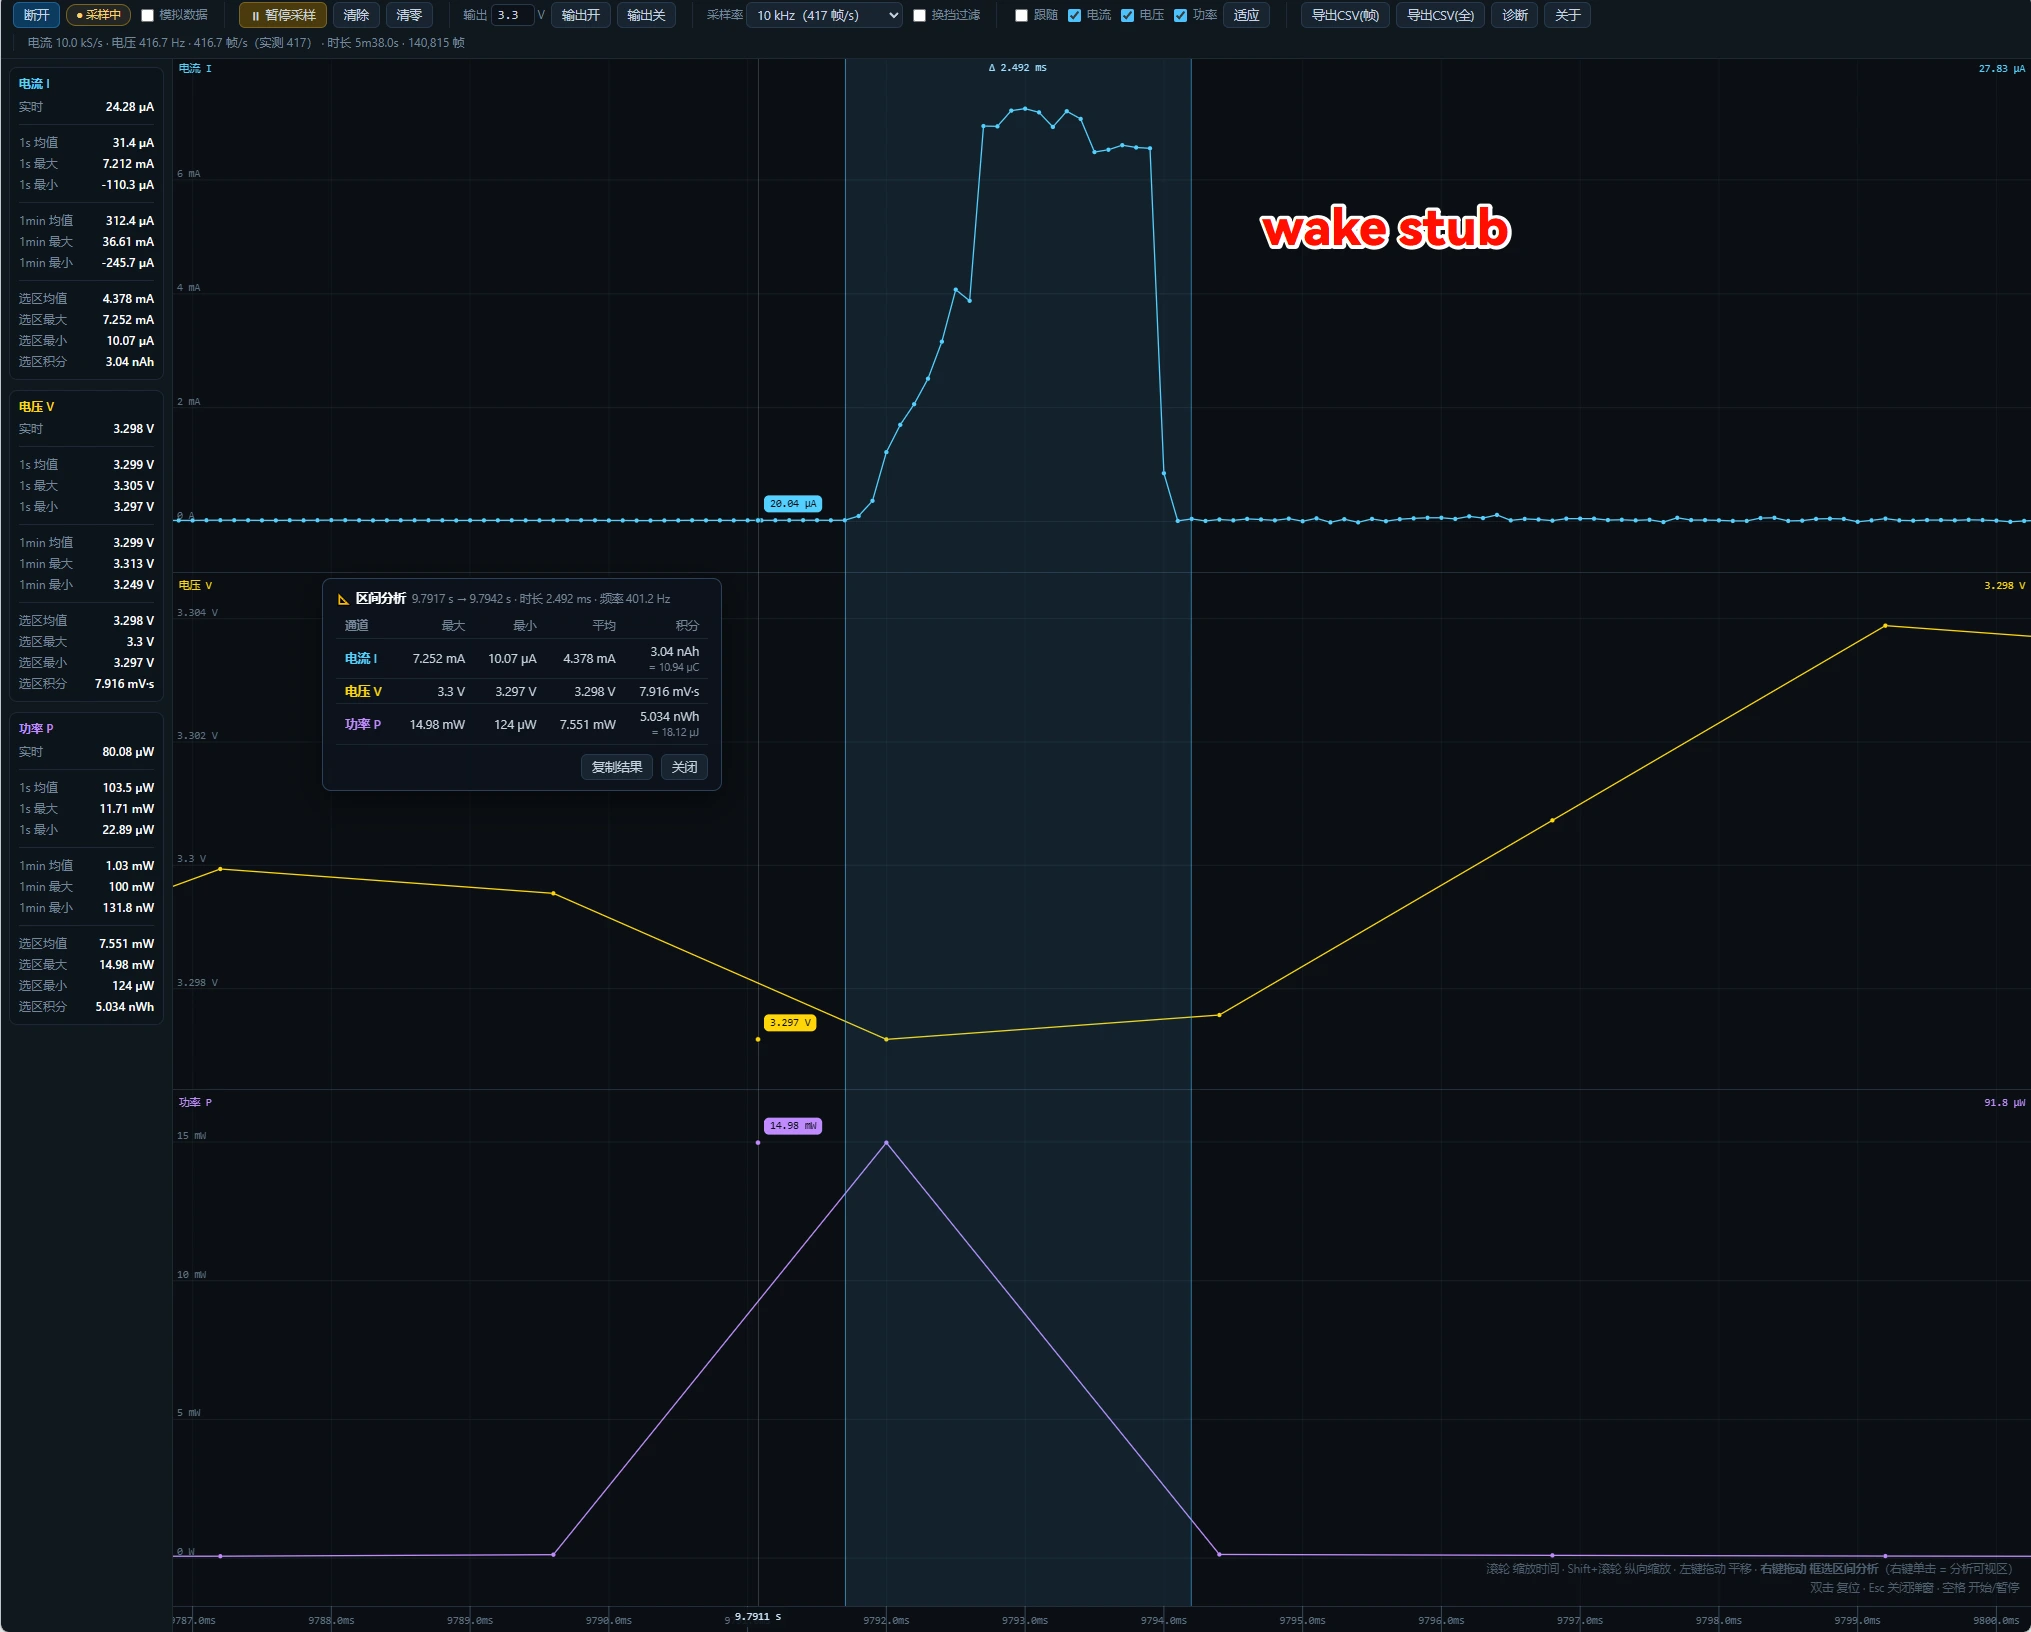 断开 采样中 模拟数据 暂停采样 清除 清零 输出 3.3 V 输出开 输出关 采样率 10 kHz（417 帧/s） 换挡过滤 跟随 电流 电压 功率 适应 导出CSV(帧) 导出CSV(全) 诊断 关于
电流 10.0 kS/s · 电压 416.7 Hz · 416.7 帧/s（实测 417） · 时长 5m38.0s · 140,815 帧
电流 I
实时 24.28 µA
1s 均值 31.4 µA
1s 最大 7.212 mA
1s 最小 -110.3 µA
1min 均值 312.4 µA
1min 最大 36.61 mA
1min 最小 -245.7 µA
选区均值 4.378 mA
选区最大 7.252 mA
选区最小 10.07 µA
选区积分 3.04 nAh
电压 V
实时 3.298 V
1s 均值 3.299 V
1s 最大 3.305 V
1s 最小 3.297 V
1min 均值 3.299 V
1min 最大 3.313 V
1min 最小 3.249 V
选区均值 3.298 V
选区最大 3.3 V
选区最小 3.297 V
选区积分 7.916 mV·s
功率 P
实时 80.08 µW
1s 均值 103.5 µW
1s 最大 11.71 mW
1s 最小 22.89 µW
1min 均值 1.03 mW
1min 最大 100 mW
1min 最小 131.8 nW
选区均值 7.551 mW
选区最大 14.98 mW
选区最小 124 µW
选区积分 5.034 nWh
电流 I Δ 2.492 ms 27.83 µA
6 mA
wake stub
4 mA
2 mA
20.04 µA
0 A
电压 V 3.298 V
3.304 V
区间分析 9.7917 s → 9.7942 s · 时长 2.492 ms · 频率 401.2 Hz
通道 最大 最小 平均 积分
电流 I 7.252 mA 10.07 µA 4.378 mA 3.04 nAh
= 10.94 µC
电压 V 3.3 V 3.297 V 3.298 V 7.916 mV·s
功率 P 14.98 mW 124 µW 7.551 mW 5.034 nWh
= 18.12 µJ
复制结果 关闭
3.302 V
3.3 V
3.298 V
3.297 V
功率 P 91.8 µW
14.98 mW
15 mW
10 mW
5 mW
0 W
滚轮 缩放时间 · Shift+滚轮 纵向缩放 · 左键拖动 平移 · 右键拖动 框选区间分析（右键单击 = 分析可视区）
双击 复位 · Esc 关闭弹窗 · 空格 开始/暂停
9787.0ms 9788.0ms 9789.0ms 9790.0ms 9 9.7911 s 9792.0ms 9793.0ms 9794.0ms 9795.0ms 9796.0ms 9797.0ms 9798.0ms 9799.0ms 9800.0ms